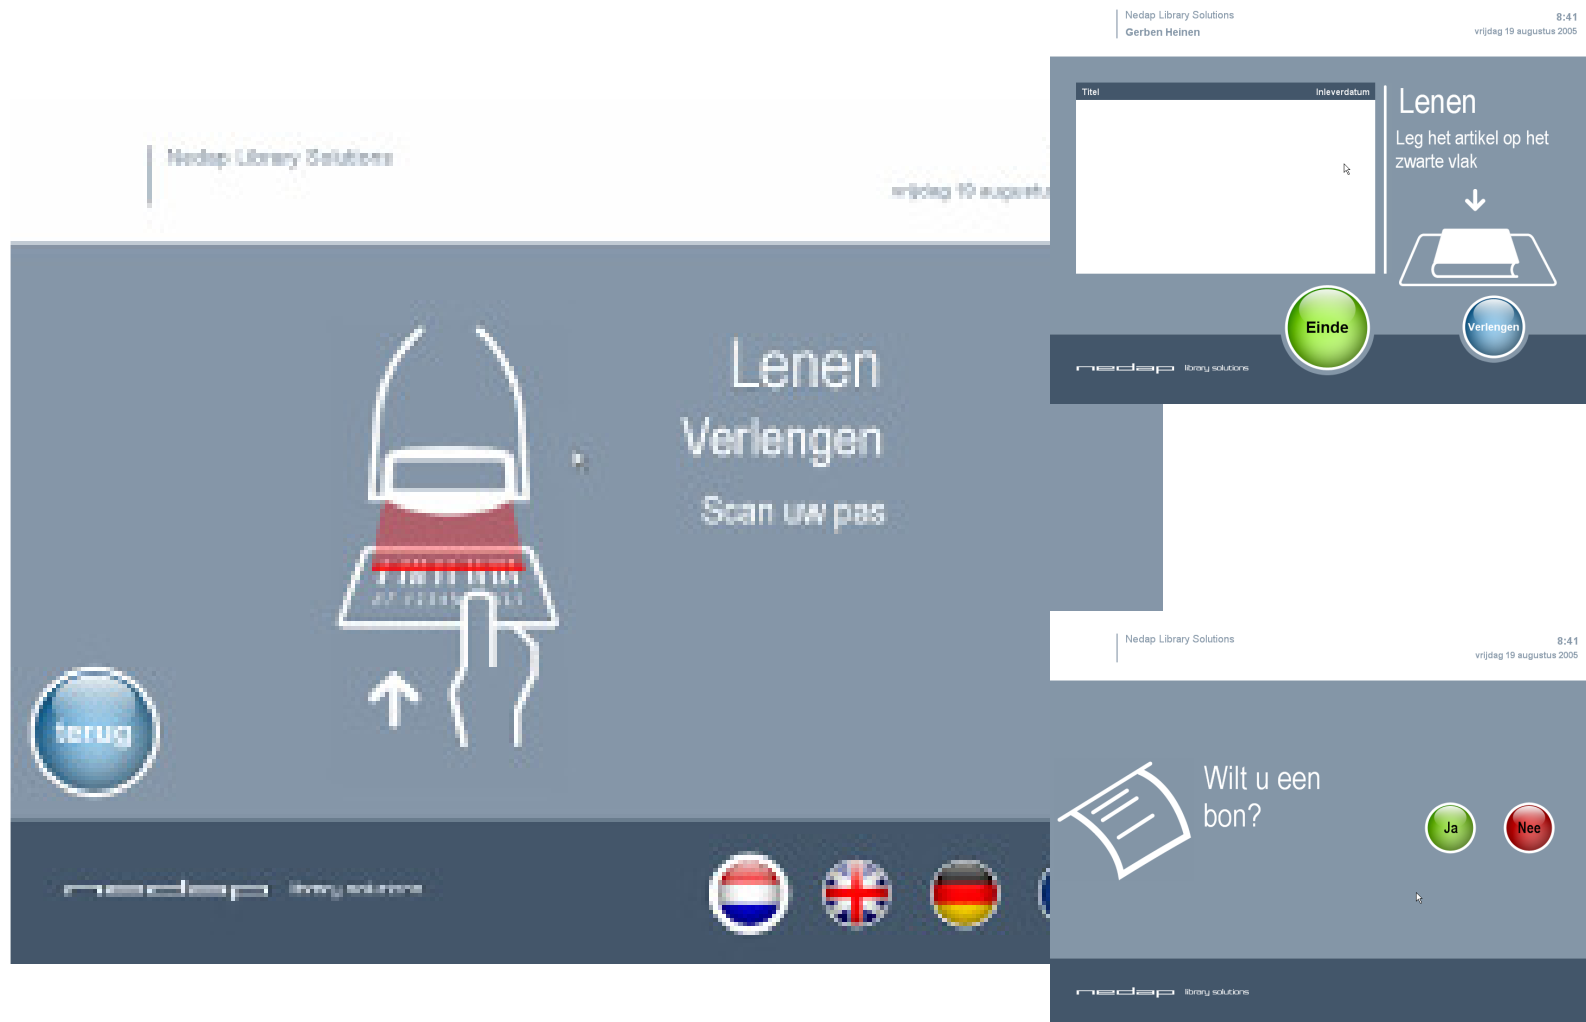 Nedap Library Solutions
vrijdag 19 augustu
Lenen
Verlengen
Scan uw pas
terug
nedap library solutions
Nedap Library Solutions
Gerben Heinen
8:41
vrijdag 19 augustus 2005
Titel Inleverdatum
Lenen
Leg het artikel op het
zwarte vlak
Einde
Verlengen
nedap library solutions
Nedap Library Solutions
8:41
vrijdag 19 augustus 2005
Wilt u een
bon?
Ja
Nee
nedap library solutions